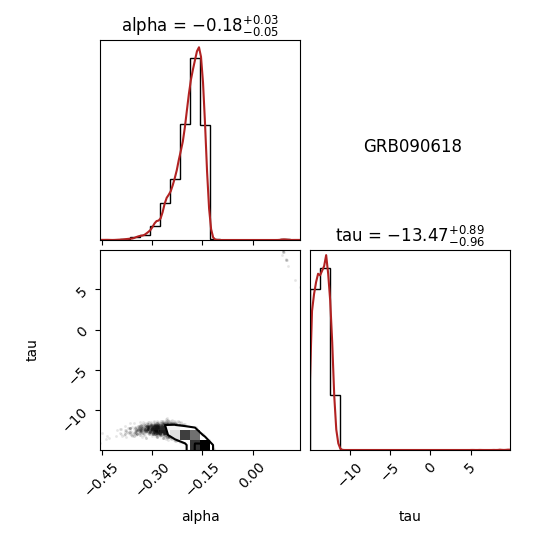 alpha = −0.18+0.03−0.05
GRB090618
tau = −13.47+0.89−0.96
5
0
−5
−10
tau
−0.45
−0.30
−0.15
0.00
alpha
−10
−5
0
5
tau